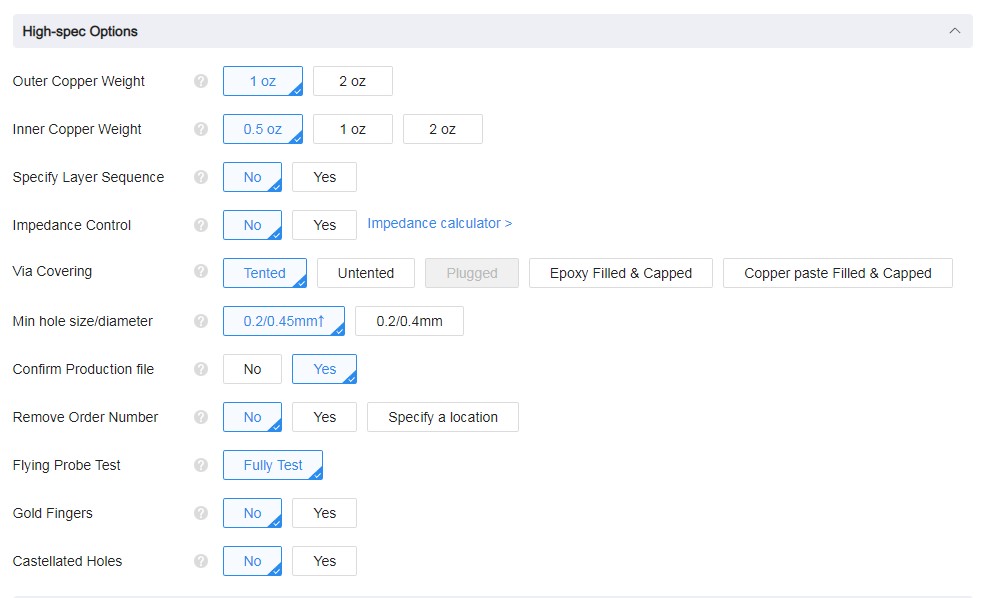 High-spec Options
Outer Copper Weight ? 1 oz 2 oz
Inner Copper Weight ? 0.5 oz 1 oz 2 oz
Specify Layer Sequence ? No Yes
Impedance Control ? No Yes Impedance calculator >
Via Covering ? Tented Untented Plugged Epoxy Filled & Capped Copper paste Filled & Capped
Min hole size/diameter ? 0.2/0.45mm↑ 0.2/0.4mm
Confirm Production file ? No Yes
Remove Order Number ? No Yes Specify a location
Flying Probe Test ? Fully Test
Gold Fingers ? No Yes
Castellated Holes ? No Yes